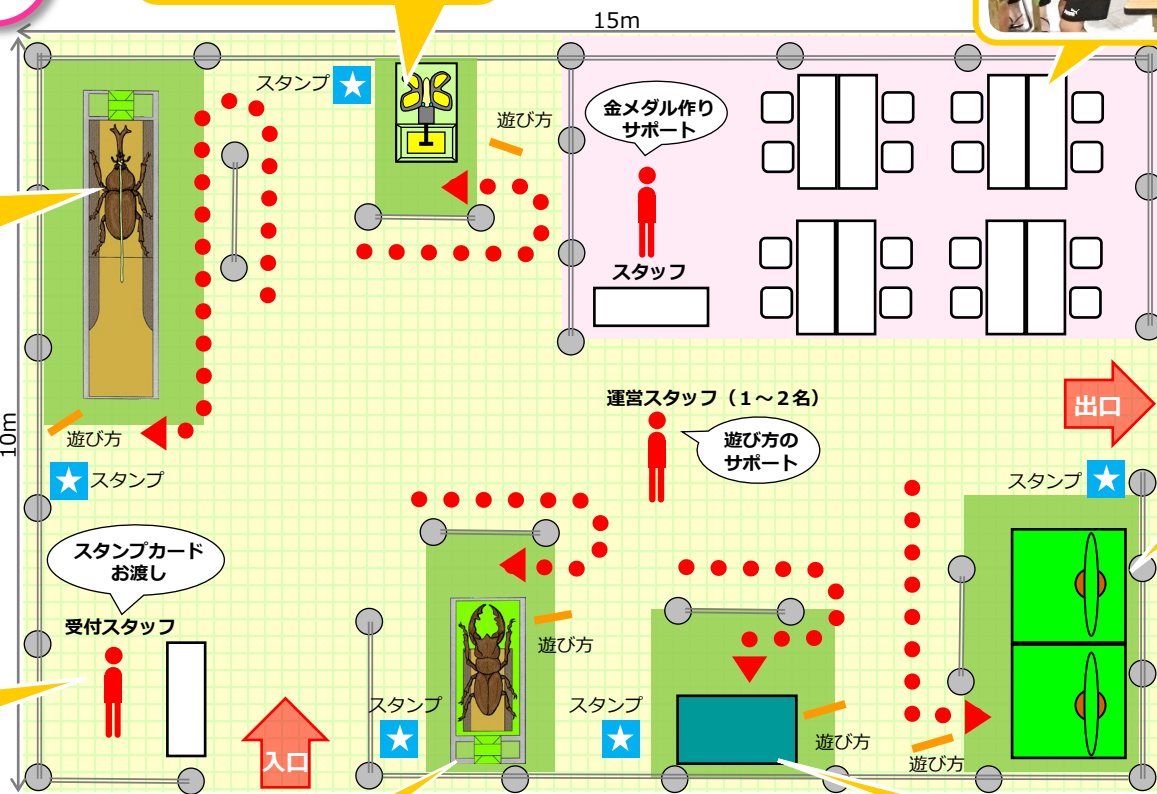 15m
10m
スタンプ
遊び方
金メダル作り
サポート
スタッフ
遊び方
スタンプ
運営スタッフ（１～２名）
遊び方の
サポート
出口
スタンプ
スタンプカード
お渡し
受付スタッフ
入口
スタンプ
遊び方
スタンプ
遊び方
遊び方